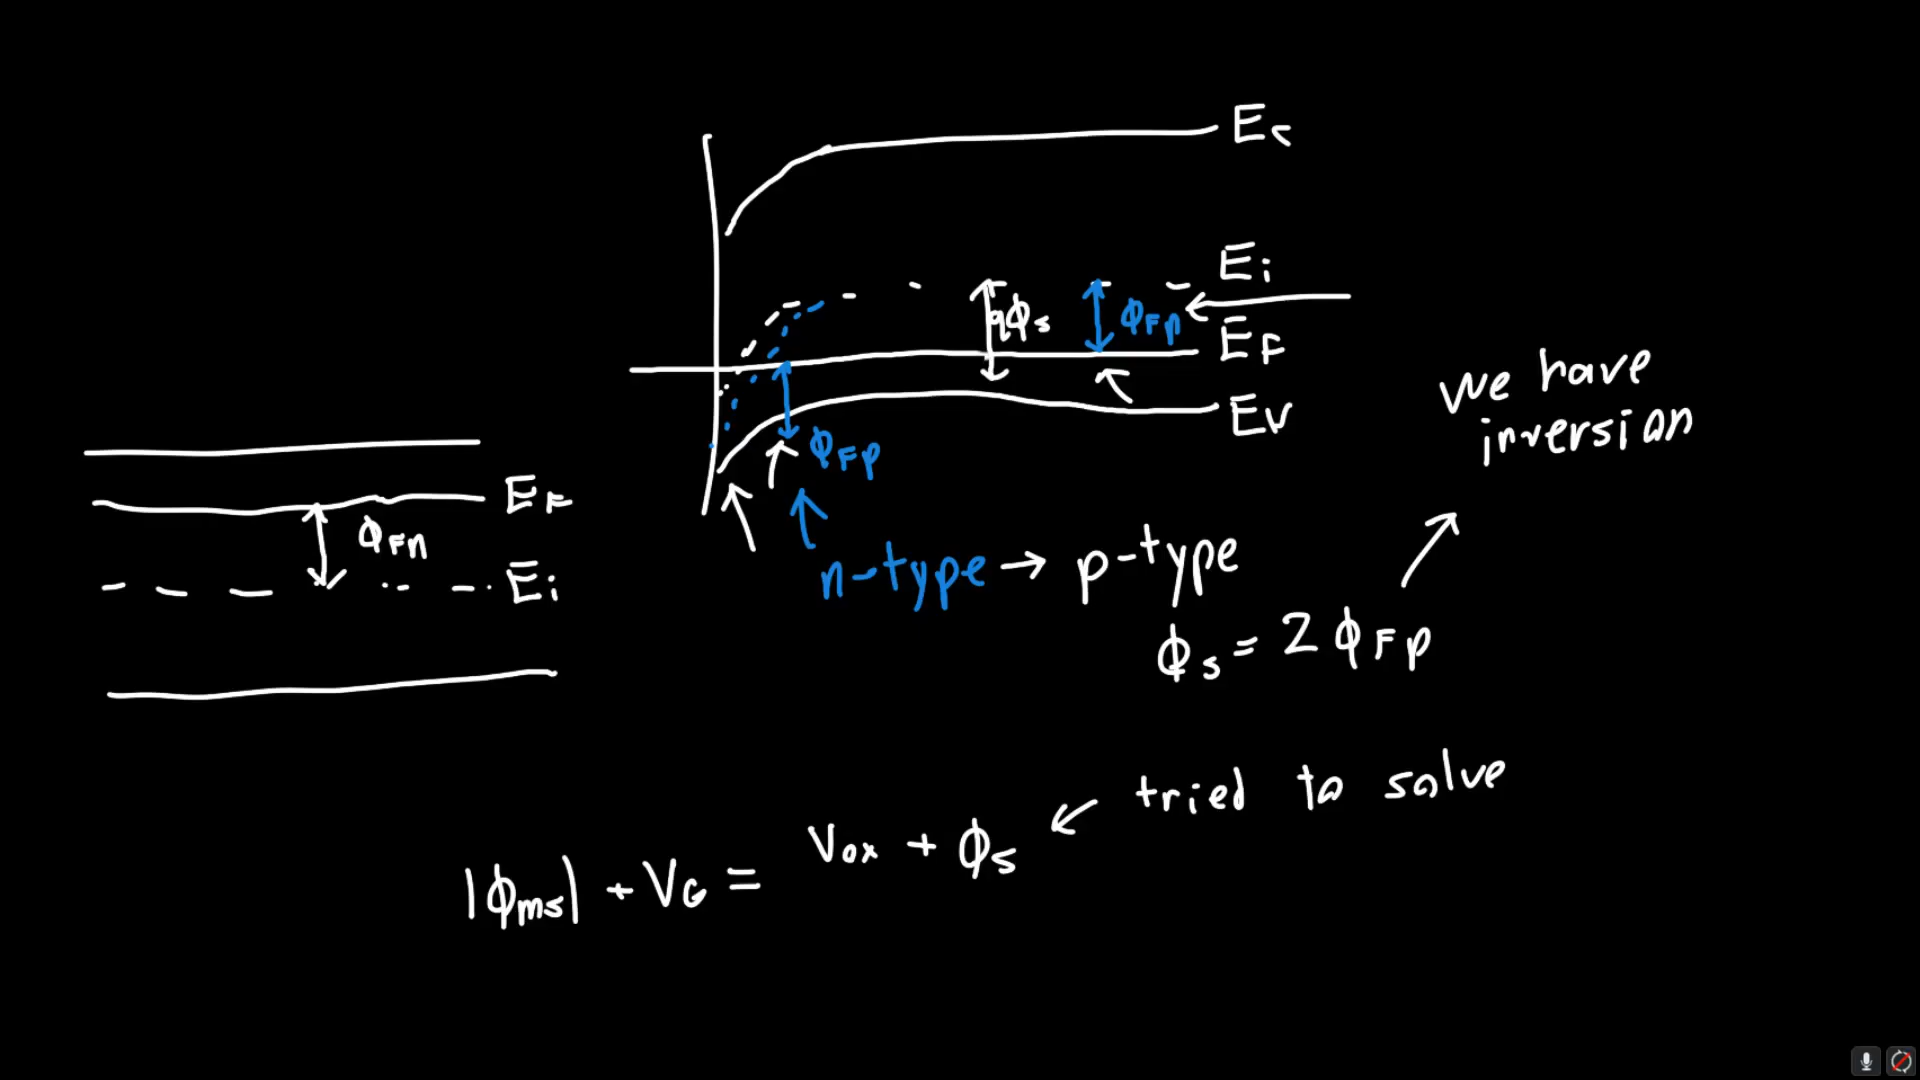 Ec
Ei
qϕs
ϕFp
EF
Ev
we have
inversion
ϕFp
EF
ϕFn
Ei
n-type → p-type
ϕs = 2ϕFp
tried to solve
|ϕms| + VG = Vox + ϕs